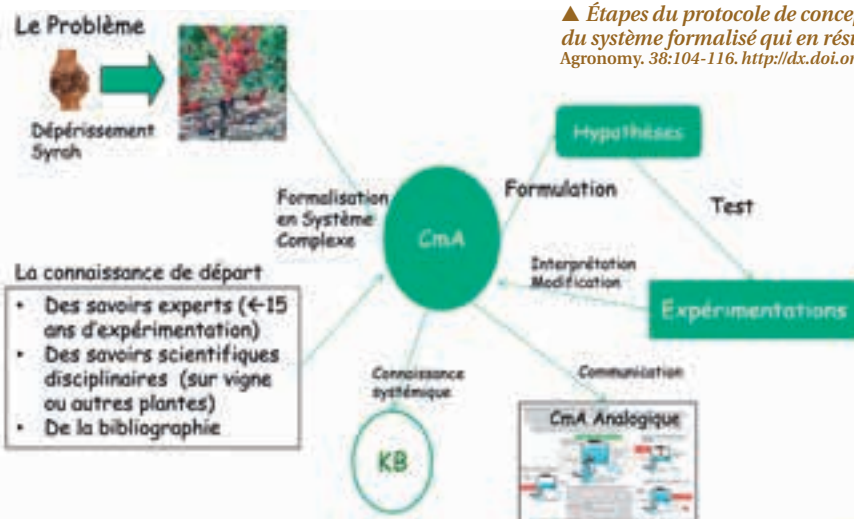 ▲ Étapes du protocole de concep
du système formalisé qui en résu
Agronomy. 38:104-116. http://dx.doi.or
Le Problème
Dépérissement
Syrah
Hypothèses
Formalisation
en Système
Complexe
CmA
Formulation
Test
La connaissance de départ
• Des savoirs experts (←15
ans d'expérimentation)
• Des savoirs scientifiques
disciplinaires (sur vigne
ou autres plantes)
• De la bibliographie
Interprétation
Modification
Expérimentations
Connaissance
systémique
Communication
KB
CmA Analogique